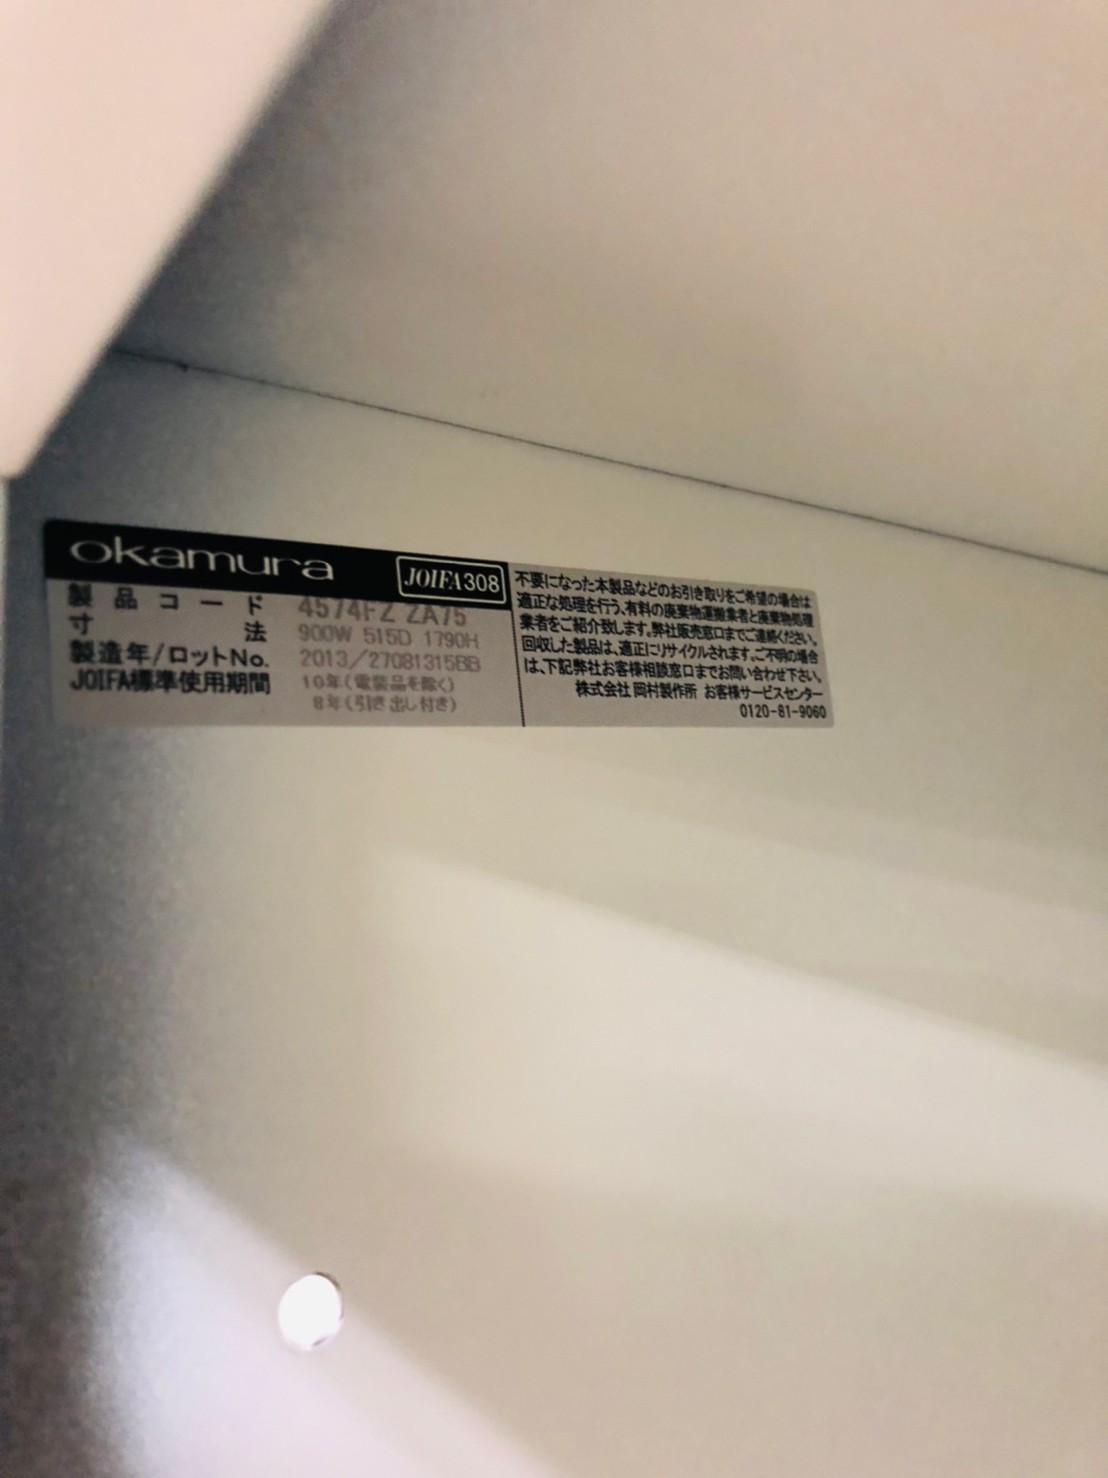 okamura
JOIFA308
製品コード 4574FZ ZA75
寸法 900W 515D 1790H
製造年/ロットNo. 2013/27081315BB
JOIFA標準使用期間 10年(電装品を除く)
8年(引き出し付き)
不要になった本製品などのお引き取りをご希望の場合は
適正な処理を行う、有料の廃棄物運搬業者と廃棄物処理
業者をご紹介致します。弊社販売窓口までご連絡ください。
回収した製品は、適正にリサイクルされます。ご不明の場合
は、下記弊社お客様相談窓口までお問い合わせ下さい。
株式会社 岡村製作所 お客様サービスセンター
0120-81-9060